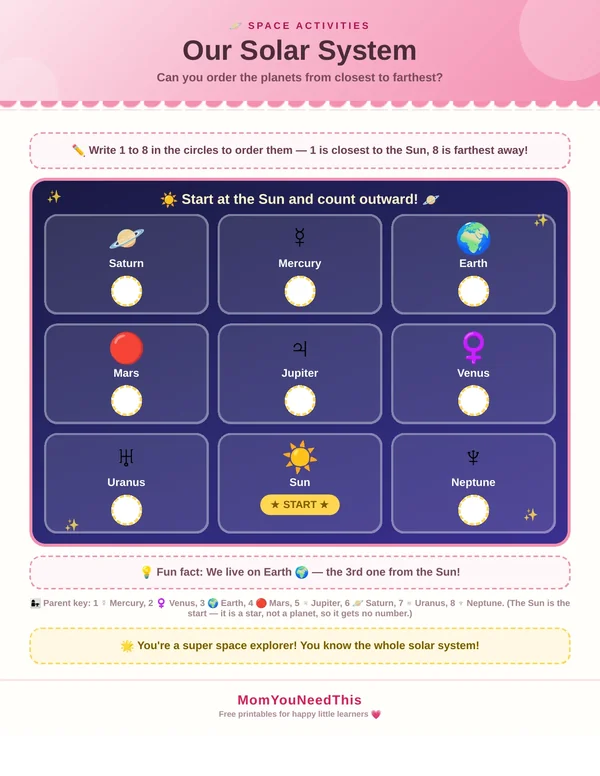 🪐 SPACE ACTIVITIES
Our Solar System
Can you order the planets from closest to farthest?
✏️ Write 1 to 8 in the circles to order them — 1 is closest to the Sun, 8 is farthest away!
☀️ Start at the Sun and count outward! 🪐
Saturn
Mercury
Earth
Mars
Jupiter
Venus
Uranus
Sun
Neptune
★ START ★
💡 Fun fact: We live on Earth 🌍 — the 3rd one from the Sun!
👩‍👧 Parent key: 1 ☿ Mercury, 2 ♀️ Venus, 3 🌍 Earth, 4 🔴 Mars, 5 ♃ Jupiter, 6 🪐 Saturn, 7 ♅ Uranus, 8 ♆ Neptune. (The Sun is the
start — it is a star, not a planet, so it gets no number.)
🌟 You're a super space explorer! You know the whole solar system!
MomYouNeedThis
Free printables for happy little learners 💗